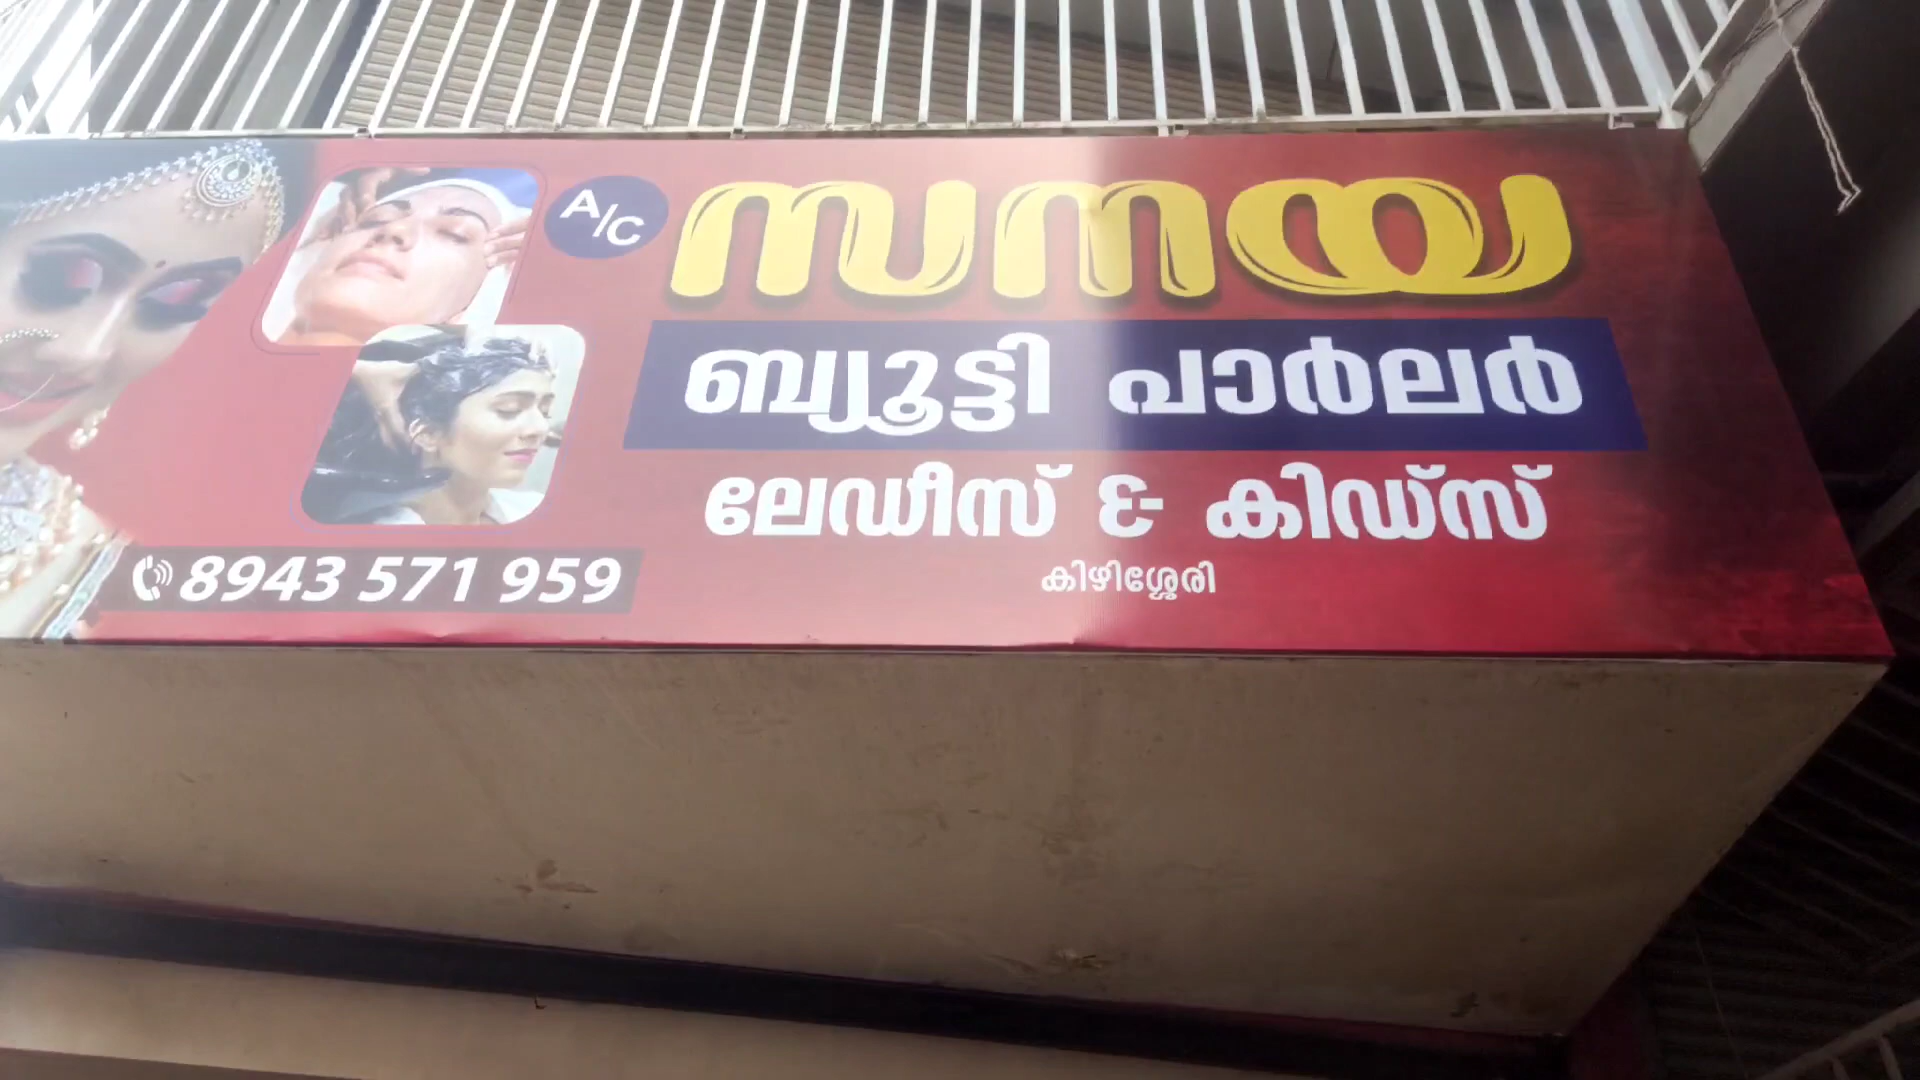 A/C
സനയ
ബ്യൂട്ടി പാർലർ
ലേഡീസ് & കിഡ്സ്
കിഴിശ്ശേരി
8943 571 959